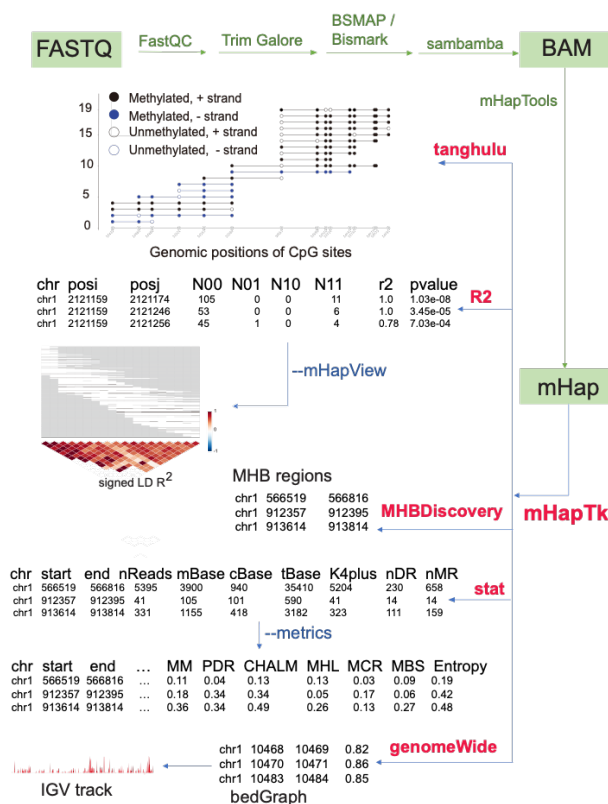 FASTQ FastQC Trim Galore BSMAP / Bismark sambamba BAM
mHapTools
19
15
10
5
0
Methylated, + strand
Methylated, - strand
Unmethylated, + strand
Unmethylated, - strand
Genomic positions of CpG sites
tanghulu
chr posi posj N00 N01 N10 N11 r2 pvalue
chr1 2121159 2121174 105 0 0 11 1.0 1.03e-08
chr1 2121159 2121246 53 0 0 6 1.0 3.45e-05
chr1 2121159 2121256 45 1 0 4 0.78 7.03e-04
R2
--mHapView
1
0
-1
signed LD R2
mHap
MHB regions
chr1 566519 566816
chr1 912357 912395
chr1 913614 913814
MHBDiscovery
mHapTk
chr start end nReads mBase cBase tBase K4plus nDR nMR
chr1 566519 566816 5395 3900 940 35410 5204 230 658
chr1 912357 912395 41 105 101 590 41 14 14
chr1 913614 913814 331 1155 418 3182 323 111 159
stat
--metrics
chr start end ... MM PDR CHALM MHL MCR MBS Entropy
chr1 566519 566816 ... 0.11 0.04 0.13 0.13 0.03 0.09 0.19
chr1 912357 912395 ... 0.18 0.34 0.34 0.05 0.17 0.06 0.42
chr1 913614 913814 ... 0.36 0.34 0.49 0.26 0.13 0.27 0.48
genomeWide
chr1 10468 10469 0.82
chr1 10470 10471 0.86
chr1 10483 10484 0.85
bedGraph
IGV track